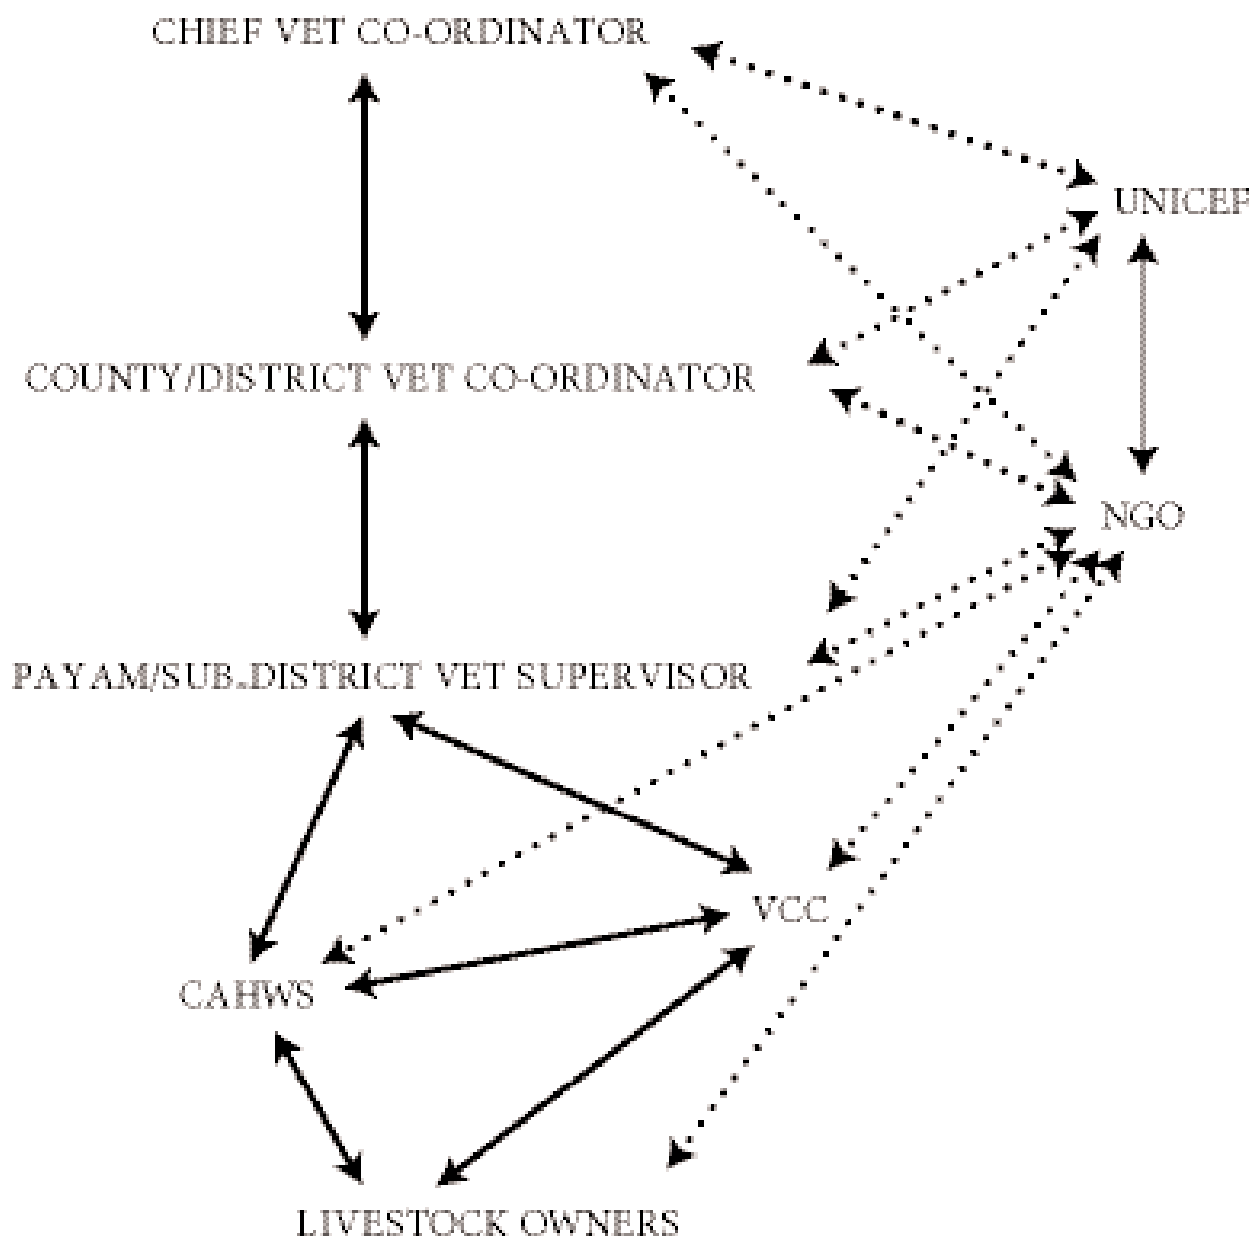 CHIEF VET CO-ORDINATOR
UNICEF
COUNTY/DISTRICT VET CO-ORDINATOR
NGO
PAYAM/SUB.DISTRICT VET SUPERVISOR
VCC
CAHWS
LIVESTOCK OWNERS